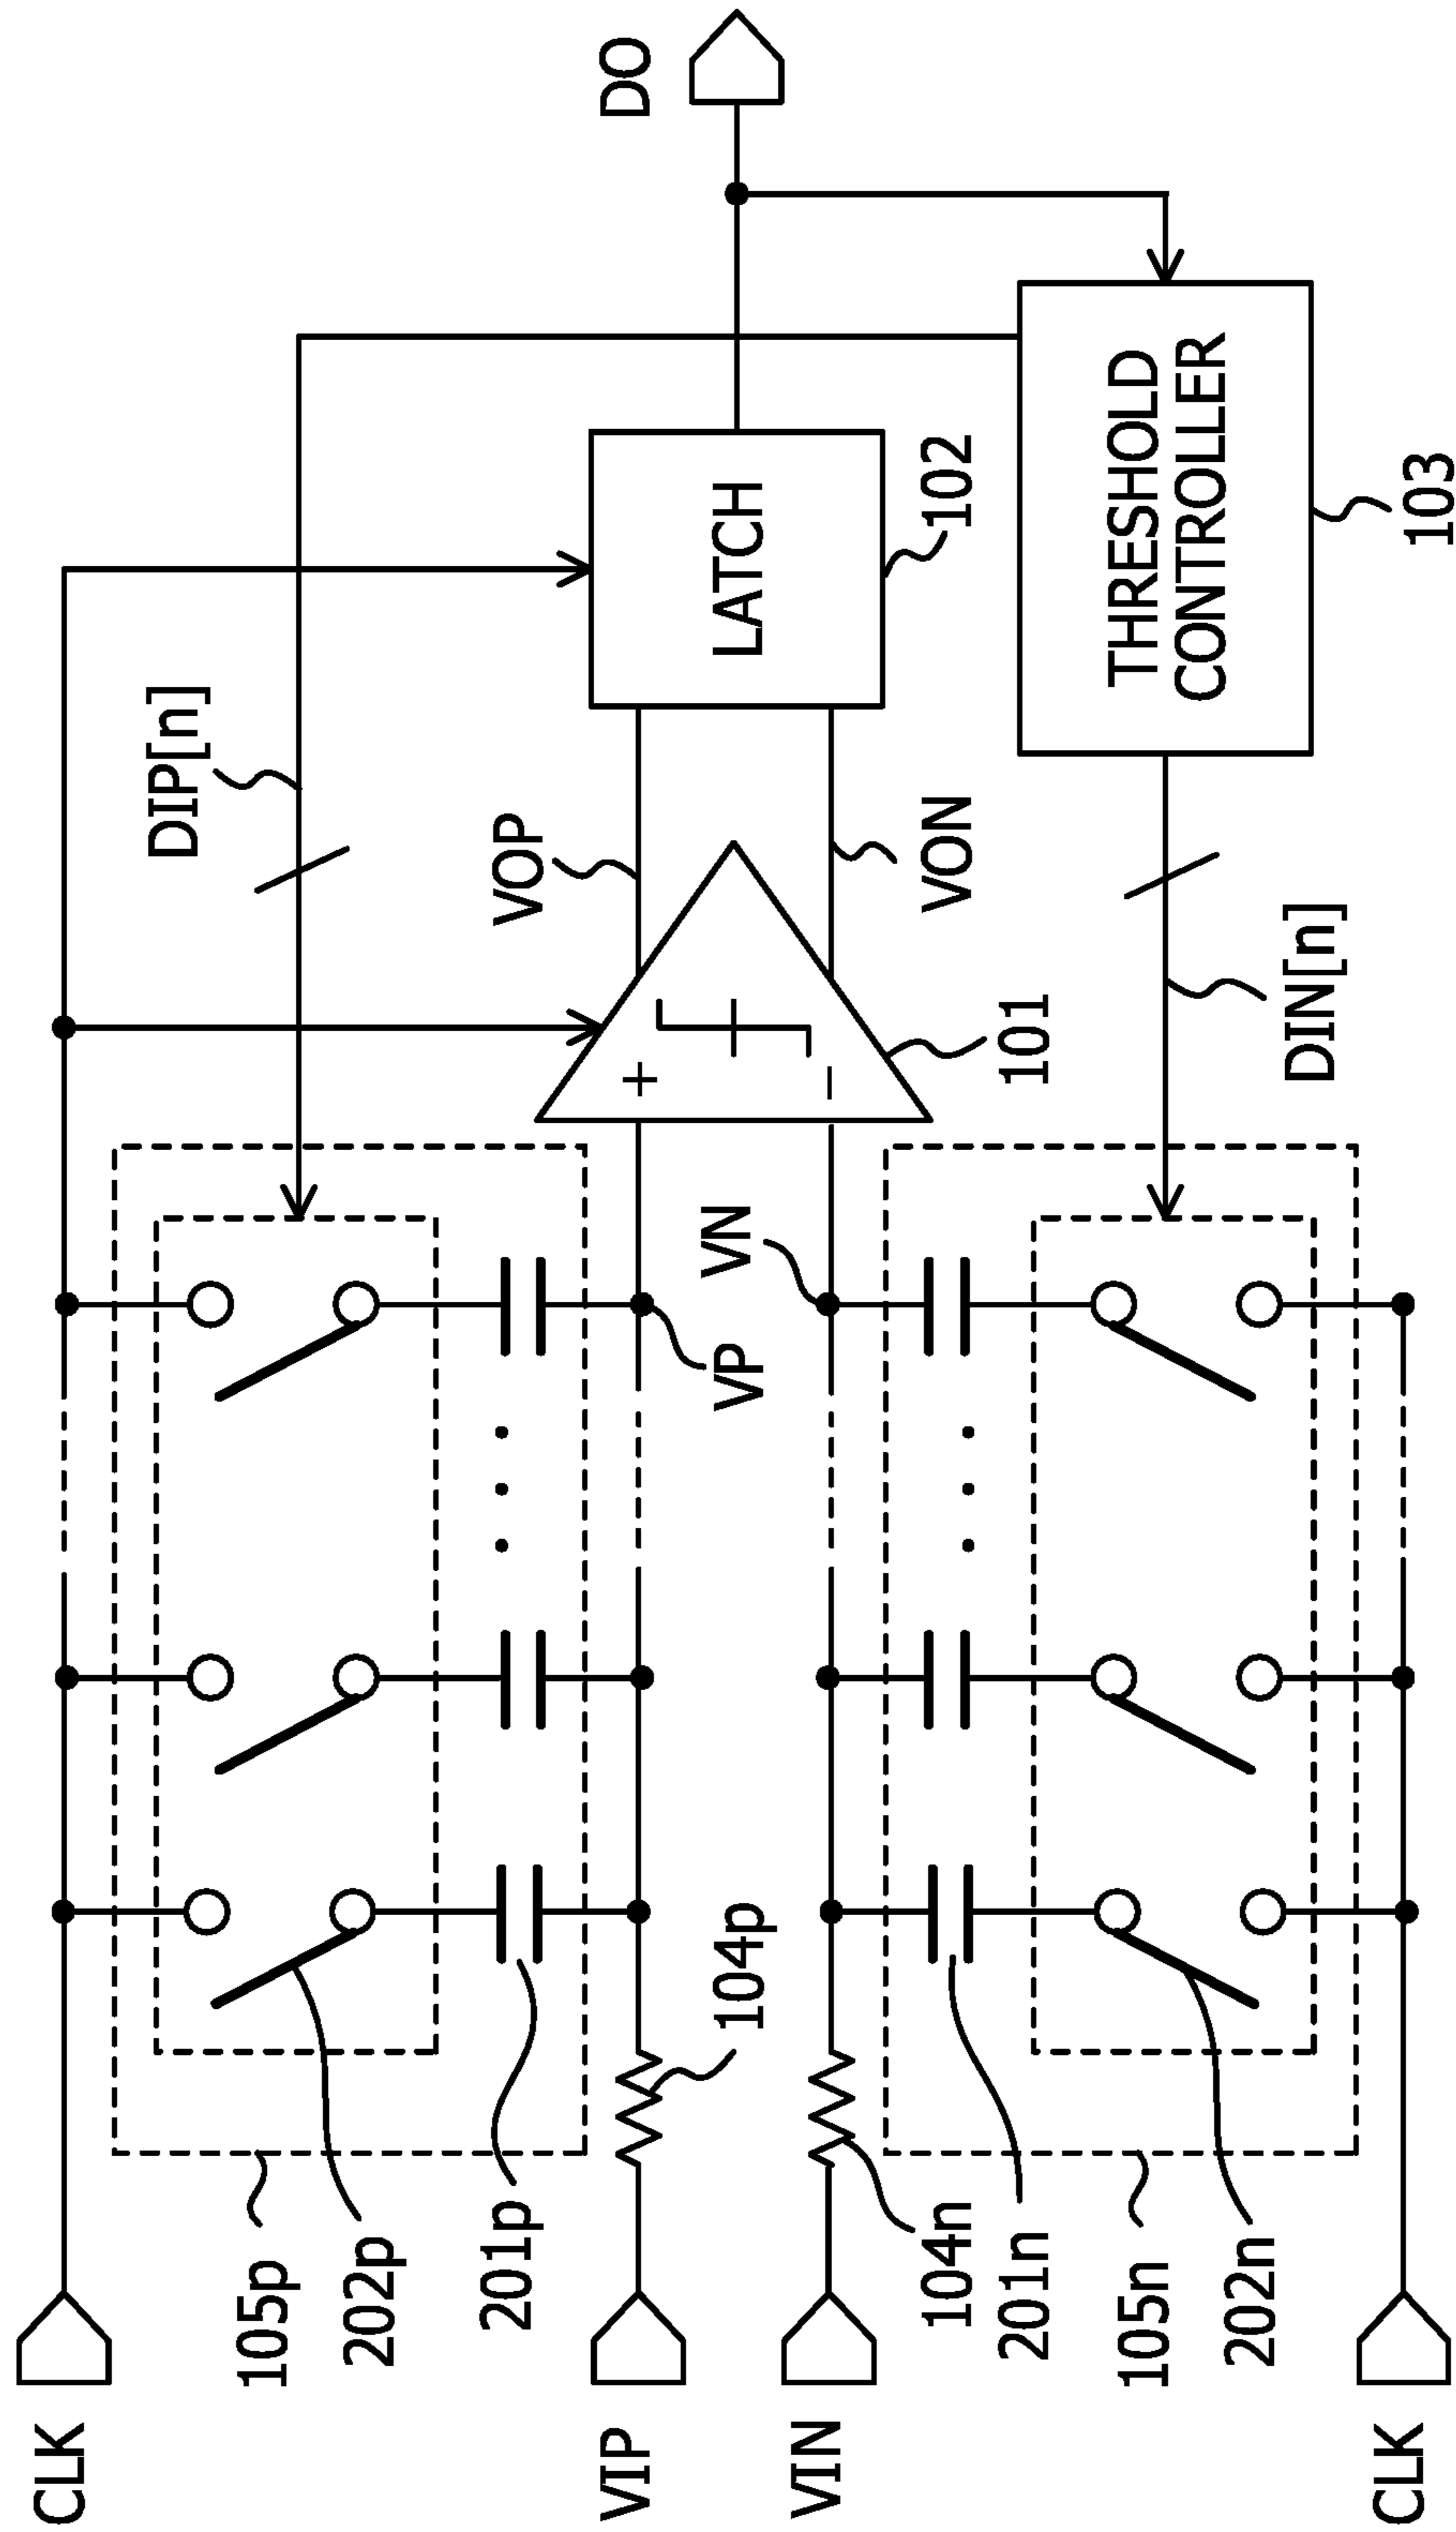 CLK
105p
202p
201p
DIP[n]
VIP
104p
VP
+
VOP
LATCH
102
DO
VIN
104n
VN
−
VON
101
201n
105n
202n
DIN[n]
THRESHOLD
CONTROLLER
103
CLK